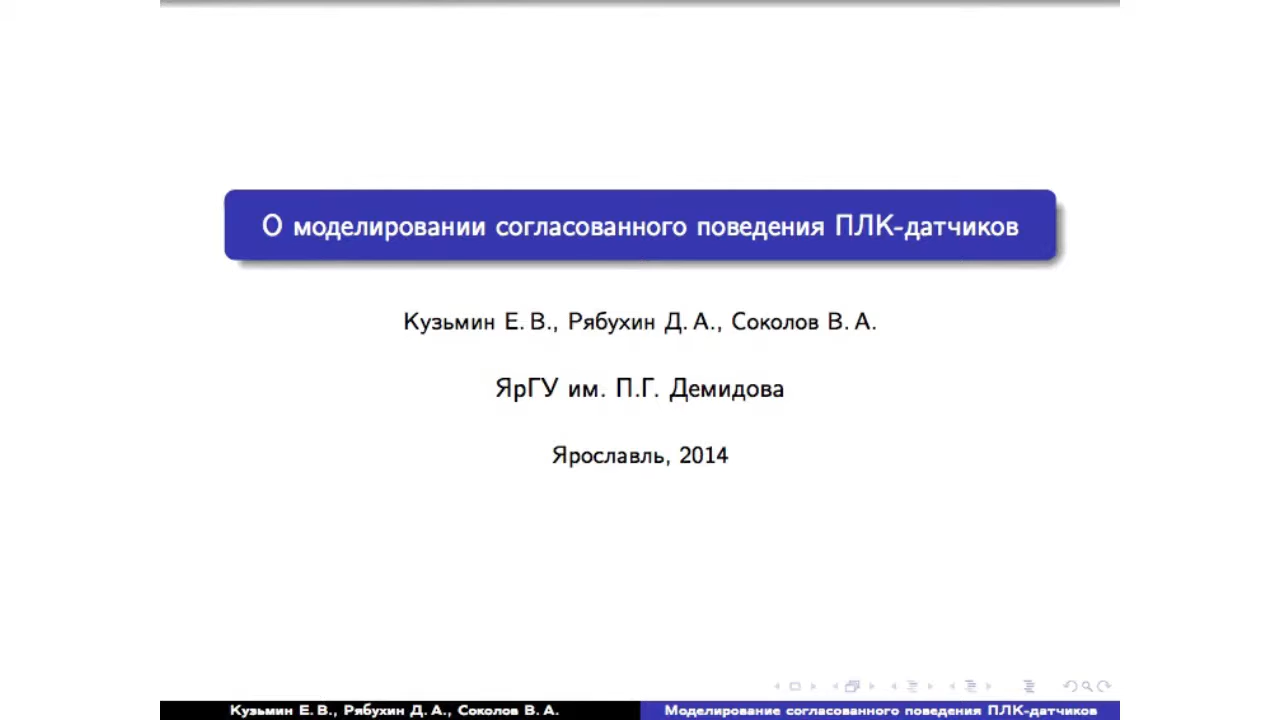 О моделировании согласованного поведения ПЛК-датчиков
Кузьмин Е. В., Рябухин Д. А., Соколов В. А.
ЯрГУ им. П.Г. Демидова
Ярославль, 2014
Кузьмин Е. В., Рябухин Д. А., Соколов В. А.
Моделирование согласованного поведения ПЛК-датчиков